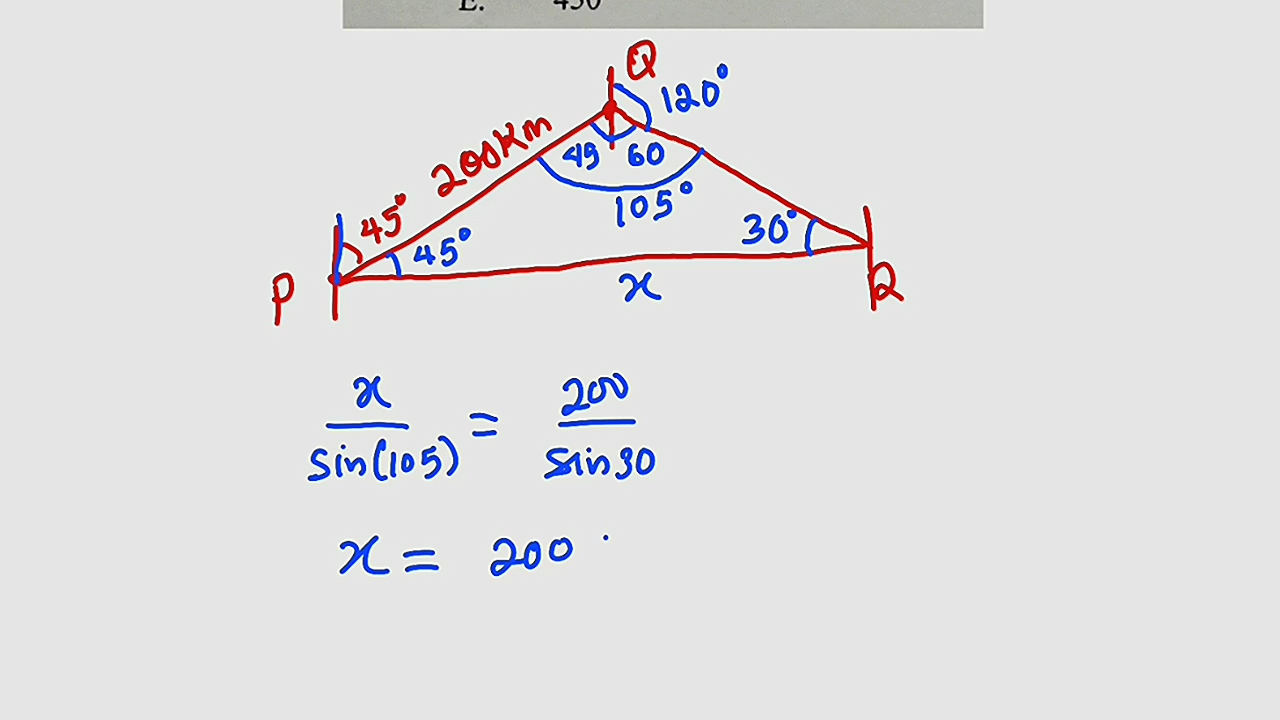 E. 450
Q
120°
200Km
45 60
105°
45°
45°
30°
P
Q
x
x/sin(105) = 200/sin30
x = 200 ·